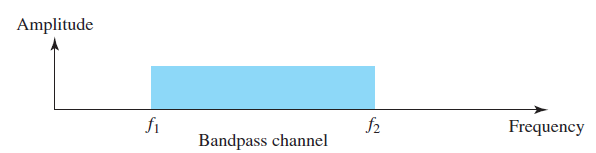 Amplitude
f₁
f₂
Frequency
Bandpass channel